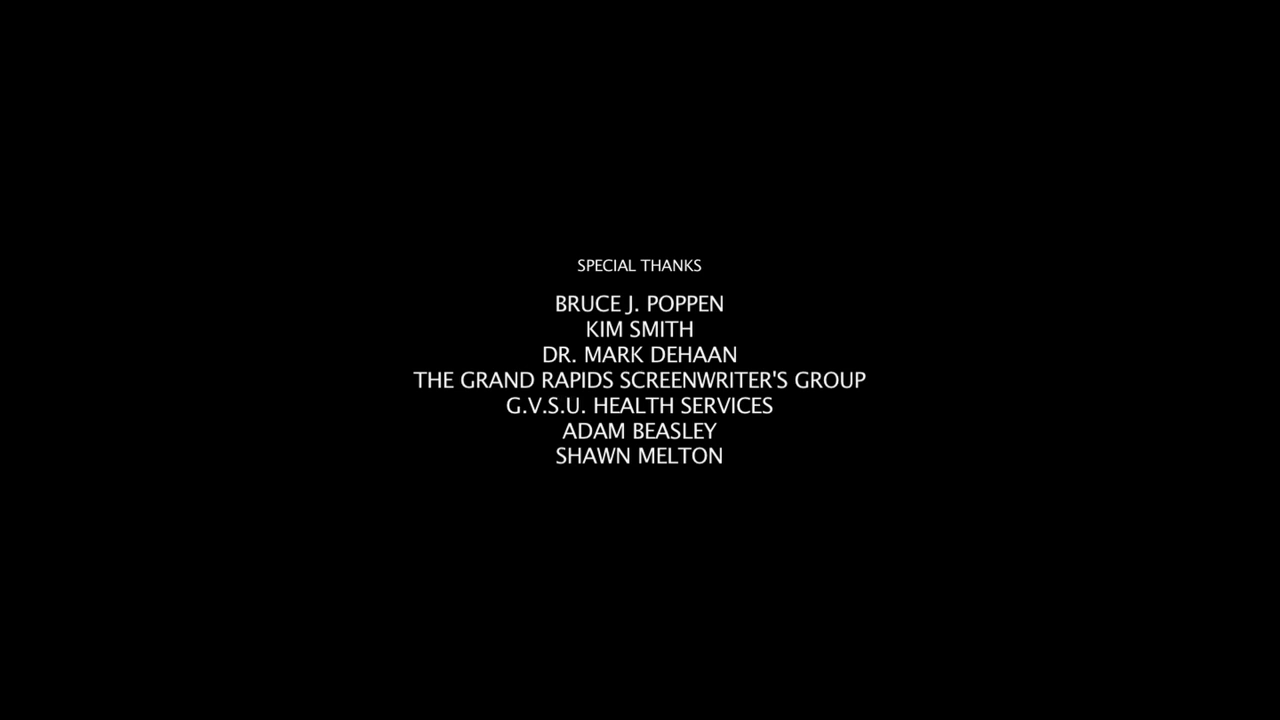 SPECIAL THANKS
BRUCE J. POPPEN
KIM SMITH
DR. MARK DEHAAN
THE GRAND RAPIDS SCREENWRITER'S GROUP
G.V.S.U. HEALTH SERVICES
ADAM BEASLEY
SHAWN MELTON